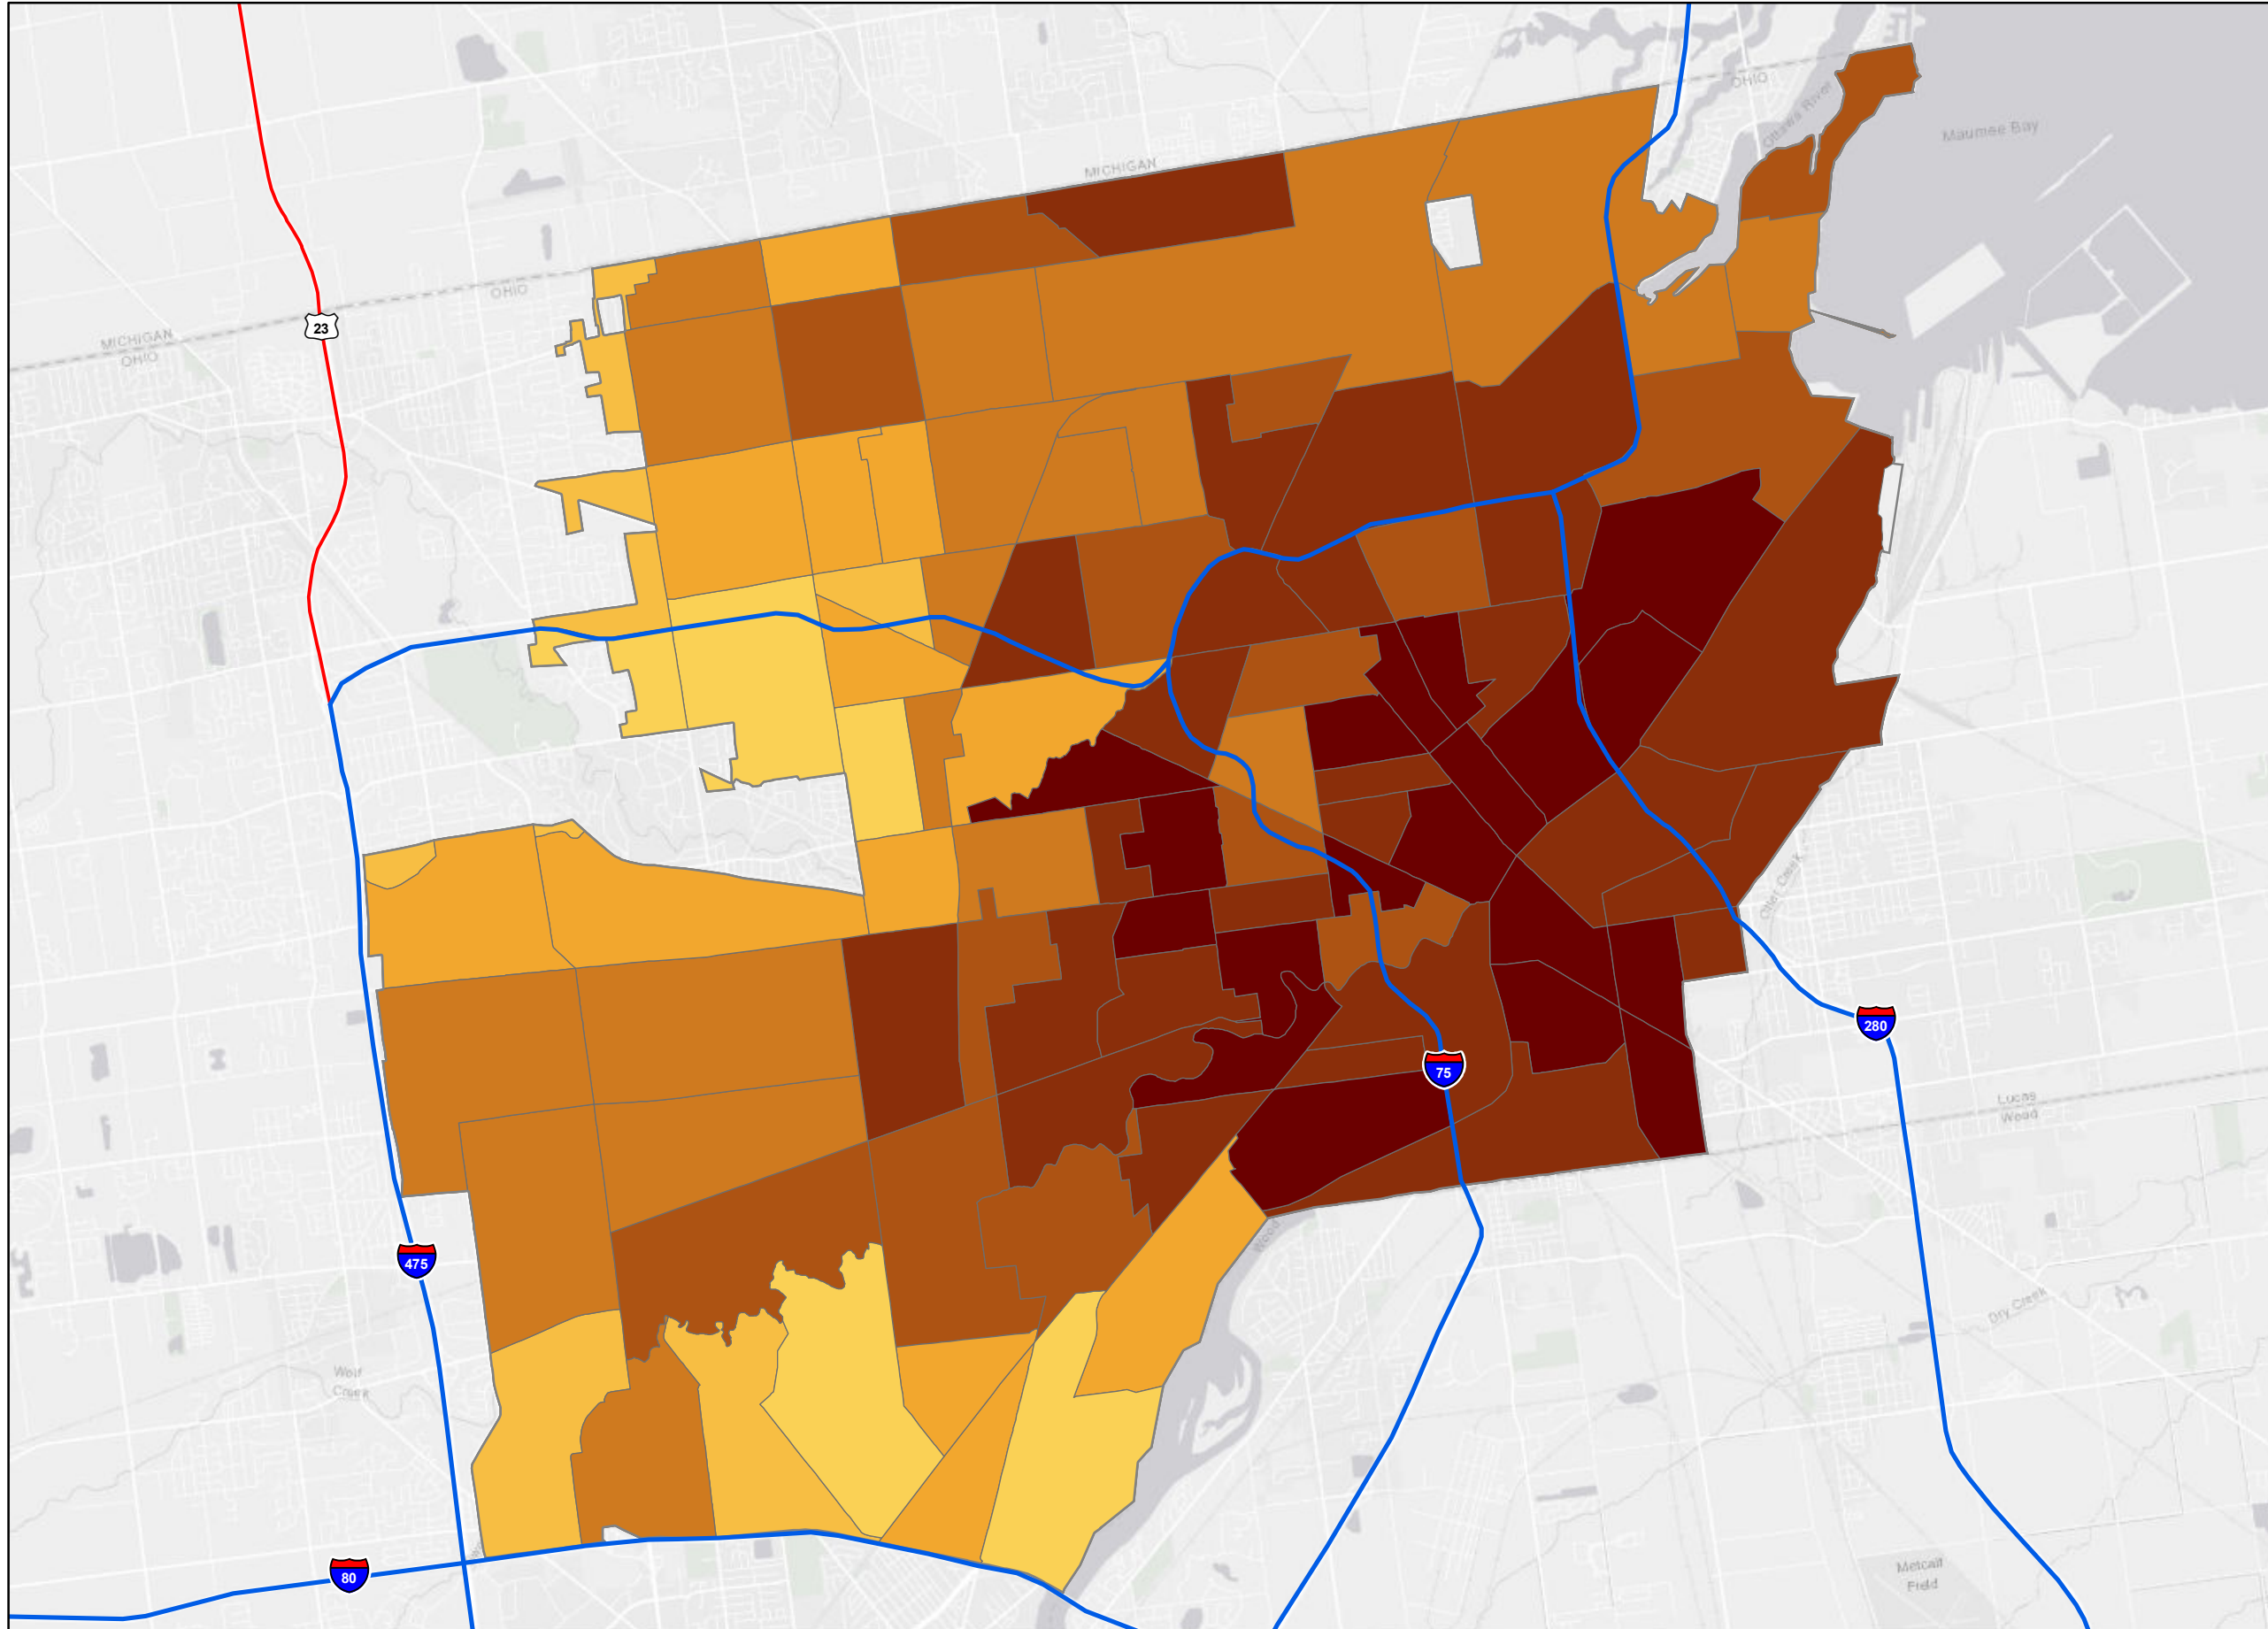 OHIO
Ottawa River
Maumee Bay
MICHIGAN
OHIO
23
MICHIGAN
OHIO
Otter Creek
280
75
Lucas
Wood
Wood
475
Dry Creek
Wolf
Creek
80
Metcalf
Field